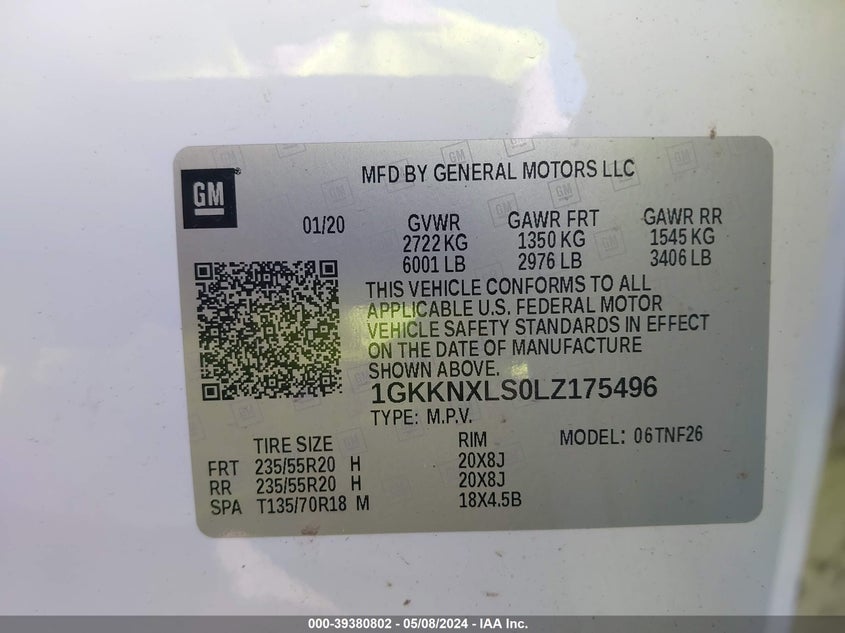 GM
MFD BY GENERAL MOTORS LLC
01/20
GVWR GAWR FRT GAWR RR
2722 KG 1350 KG 1545 KG
6001 LB 2976 LB 3406 LB
THIS VEHICLE CONFORMS TO ALL
APPLICABLE U.S. FEDERAL MOTOR
VEHICLE SAFETY STANDARDS IN EFFECT
ON THE DATE OF MANUFACTURE
SHOWN ABOVE.
1GKKNXLS0LZ175496
TYPE: M.P.V.
TIRE SIZE RIM MODEL: 06TNF26
FRT 235/55R20 H 20X8J
RR 235/55R20 H 20X8J
SPA T135/70R18 M 18X4.5B
000-39380802 - 05/08/2024 - IAA Inc.